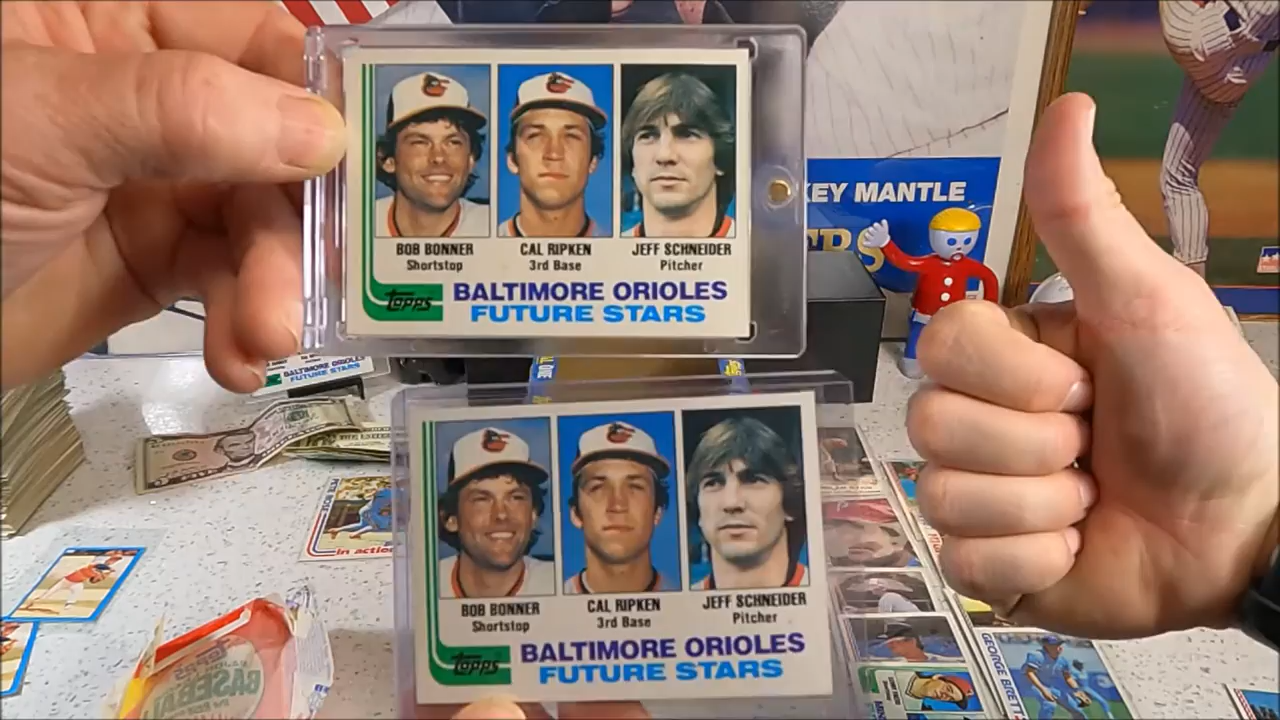 BOB BONNER
Shortstop
CAL RIPKEN
3rd Base
JEFF SCHNEIDER
Pitcher
Topps
BALTIMORE ORIOLES
FUTURE STARS
KEY MANTLE
BALTIMORE ORIOLES
FUTURE STARS
BOB BONNER
Shortstop
CAL RIPKEN
3rd Base
JEFF SCHNEIDER
Pitcher
Topps
BALTIMORE ORIOLES
FUTURE STARS
in action
BASEBALL
GEORGE BRETT